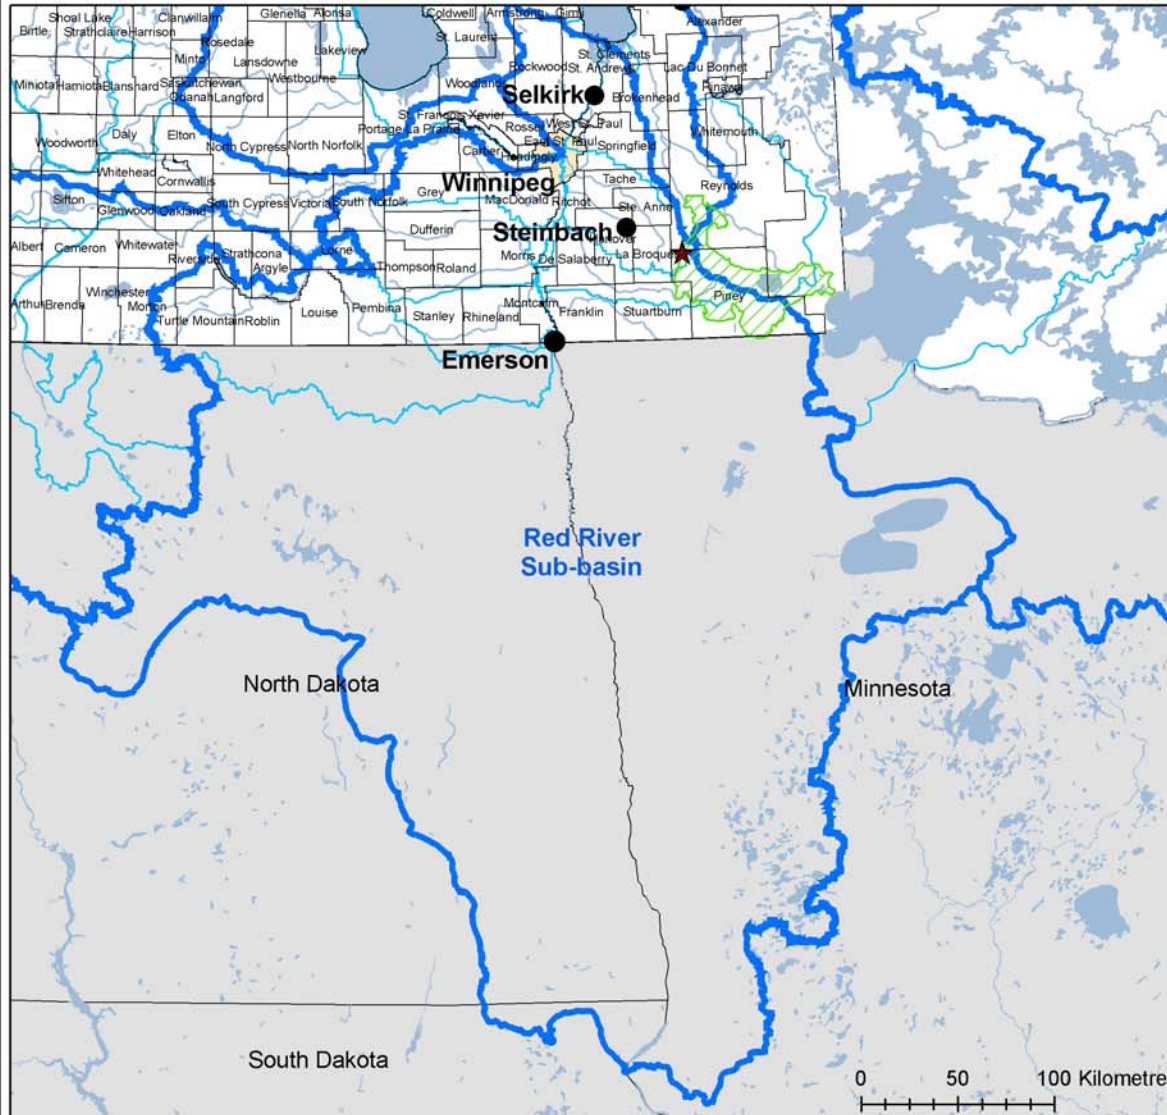 Shoal Lake
Clanwilliam
Glenella
Alonsa
Coldwell
Armstrong
Gimli
Alexander
Birtle
Strathclaire
Harrison
Rosedale
Lakeview
St. Laurent
St. Clements
Minto
Lansdowne
Rockwood
St. Andrews
Lac Du Bonnet
Miniota
Hamiota
Blanshard
Saskatchewan
Westbourne
Woodlands
Pinawa
Odanah
Langford
Selkirk
Brokenhead
St. Francois Xavier
Rosser
West St. Paul
Woodworth
Daly
Elton
Portage La Prairie
Whitemouth
North Cypress
North Norfolk
Cartier
Headingly
East St. Paul
Springfield
Whitehead
Cornwallis
Winnipeg
Tache
Reynolds
Sifton
Glenwood
Oakland
South Cypress
Victoria
South Norfolk
Grey
MacDonald
Ritchot
Ste. Anne
Dufferin
Steinbach
Hanover
Albert
Cameron
Whitewater
Riverside
Strathcona
Argyle
Lorne
Thompson
Roland
Morris
De Salaberry
La Broquerie
Arthur
Brenda
Winchester
Morton
Turtle Mountain
Roblin
Louise
Pembina
Stanley
Rhineland
Montcalm
Franklin
Stuartburn
Piney
Emerson
Red River
Sub-basin
North Dakota
Minnesota
South Dakota
0 50 100 Kilometre